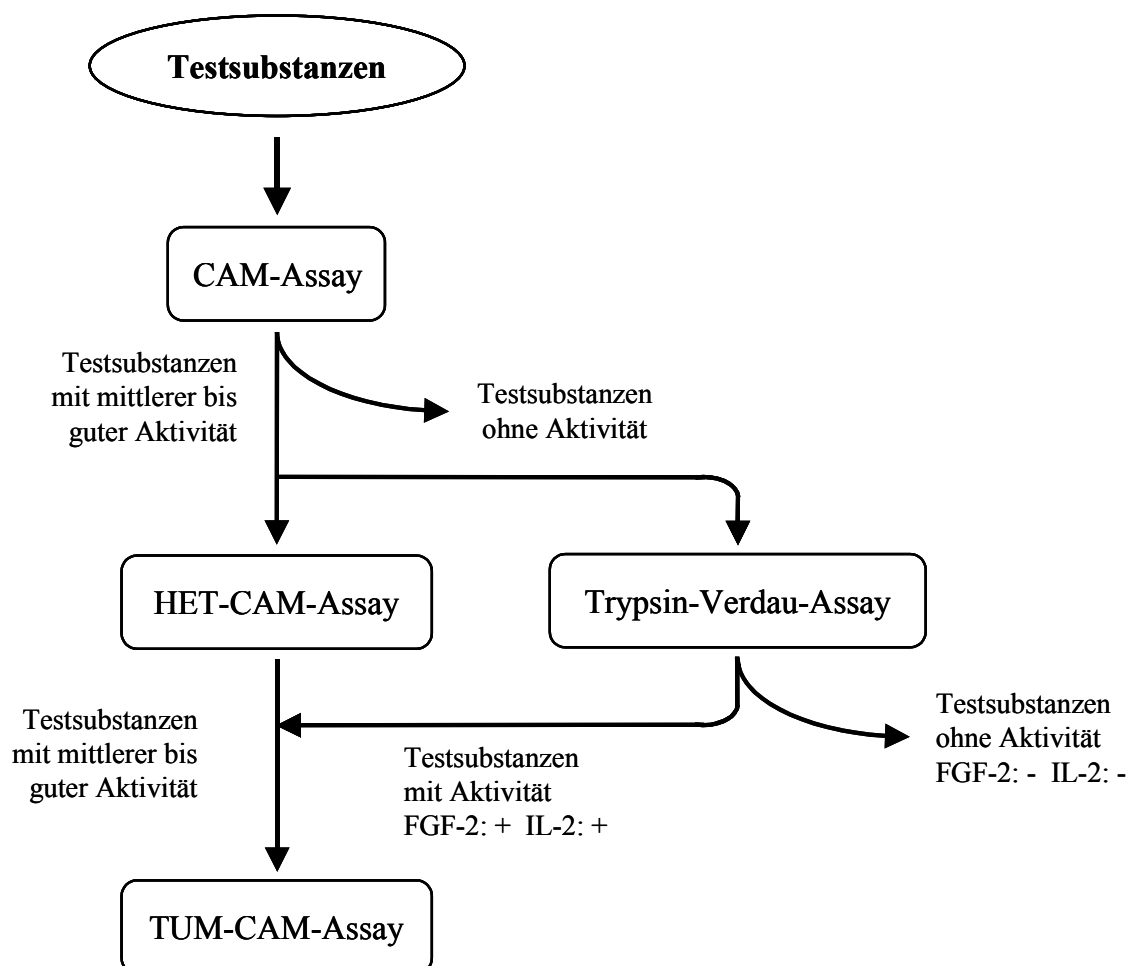 Testsubstanzen
CAM-Assay
Testsubstanzen
mit mittlerer bis
guter Aktivität
Testsubstanzen
ohne Aktivität
HET-CAM-Assay
Trypsin-Verdau-Assay
Testsubstanzen
mit mittlerer bis
guter Aktivität
Testsubstanzen
mit Aktivität
FGF-2: + IL-2: +
Testsubstanzen
ohne Aktivität
FGF-2: - IL-2: -
TUM-CAM-Assay